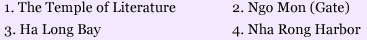 1. The Temple of Literature 2. Ngo Mon (Gate)
3. Ha Long Bay 4. Nha Rong Harbor